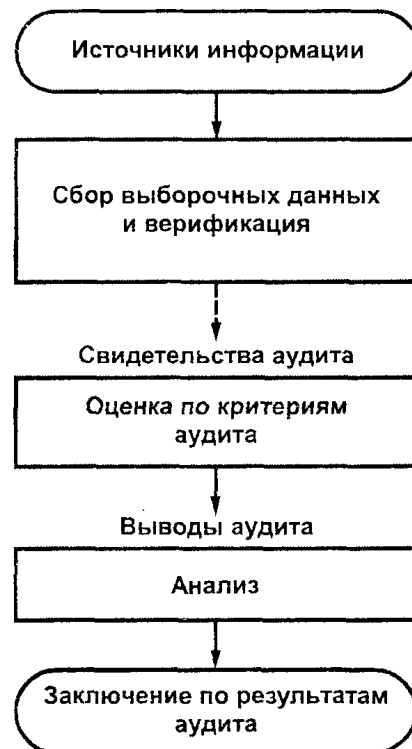 Источники информации
Сбор выборочных данных
и верификация
Свидетельства аудита
Оценка по критериям
аудита
Выводы аудита
Анализ
Заключение по результатам
аудита